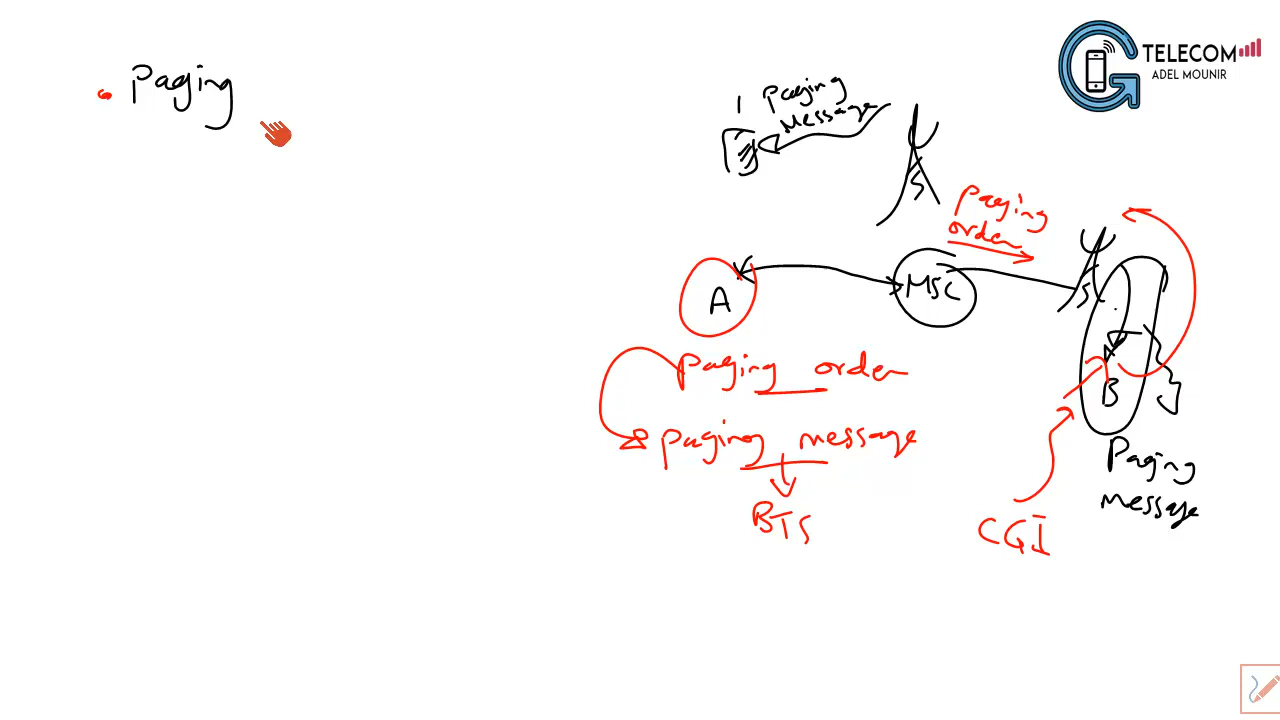 Paging
TELECOM
ADEL MOUNIR
1 Paging
Message
Paging
order
A
MSC
B
Paging order
Paging message
BTS
CGI
Paging
message